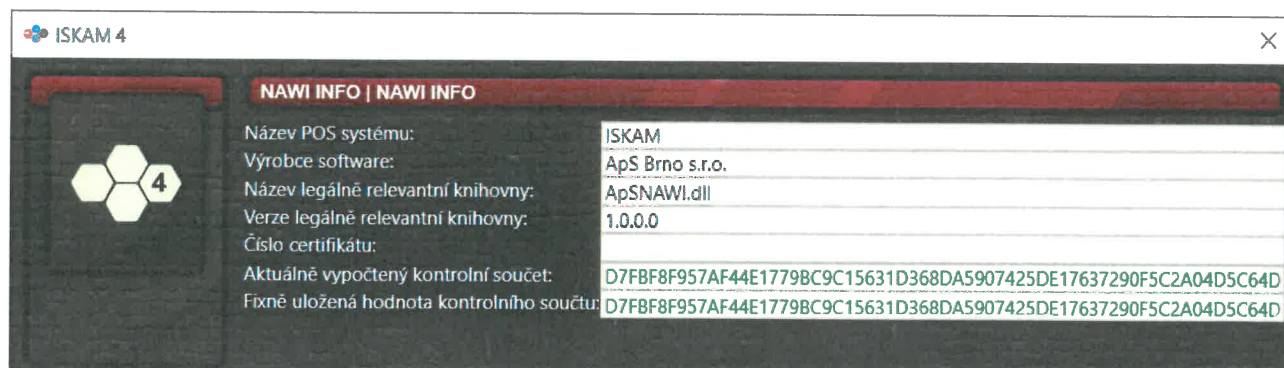 ISKAM 4
NAWI INFO | NAWI INFO
4
Název POS systému: ISKAM
Výrobce software: ApS Brno s.r.o.
Název legálně relevantní knihovny: ApSNAWI.dll
Verze legálně relevantní knihovny: 1.0.0.0
Číslo certifikátu:
Aktuálně vypočtený kontrolní součet: D7FBF8F957AF44E1779BC9C15631D368DA5907425DE17637290F5C2A04D5C64D
Fixně uložená hodnota kontrolního součtu: D7FBF8F957AF44E1779BC9C15631D368DA5907425DE17637290F5C2A04D5C64D